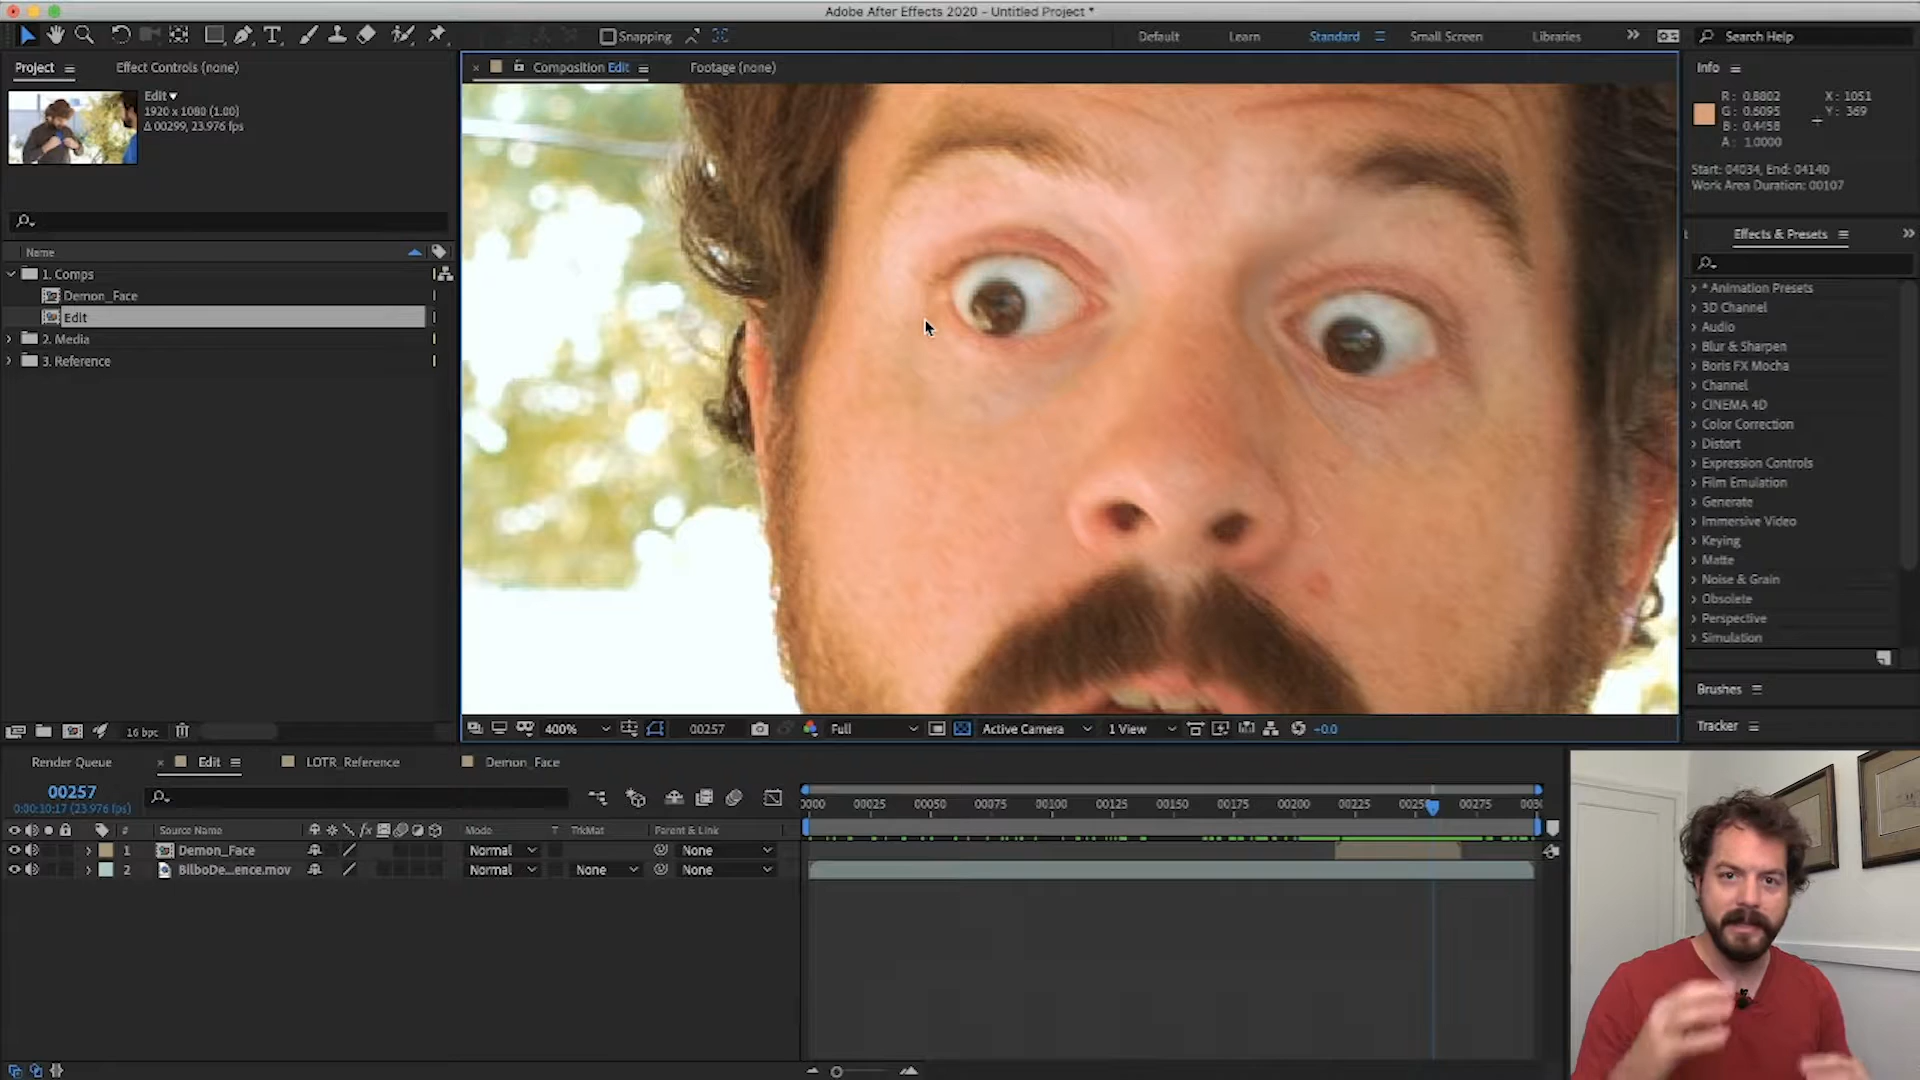 Adobe After Effects 2020 - Untitled Project *
Snapping
Default
Learn
Standard
Small Screen
Libraries
Search Help
Project
Effect Controls (none)
Edit
1920 x 1080 (1.00)
Δ 00299, 23.976 fps
Name
1. Comps
Demon_Face
Edit
2. Media
3. Reference
16 bpc
Composition Edit
Footage (none)
400%
00257
Full
Active Camera
1 View
+0.0
Info
R: 0.8802
G: 0.6095
B: 0.4458
A: 1.0000
X: 1051
Y: 369
Start: 04034, End: 04140
Work Area Duration: 00107
Effects & Presets
* Animation Presets
3D Channel
Audio
Blur & Sharpen
Boris FX Mocha
Channel
CINEMA 4D
Color Correction
Distort
Expression Controls
Film Emulation
Generate
Immersive Video
Keying
Matte
Noise & Grain
Obsolete
Perspective
Simulation
Brushes
Tracker
Render Queue
Edit
LOTR_Reference
Demon_Face
00257
0:00:10:17 (23.976 fps)
0000 00025 00050 00075 00100 00125 00150 00175 00200 00225 00275
# Source Name fx Mode T TrkMat Parent & Link
1 Demon_Face Normal None
2 BilboDe...ence.mov Normal None None